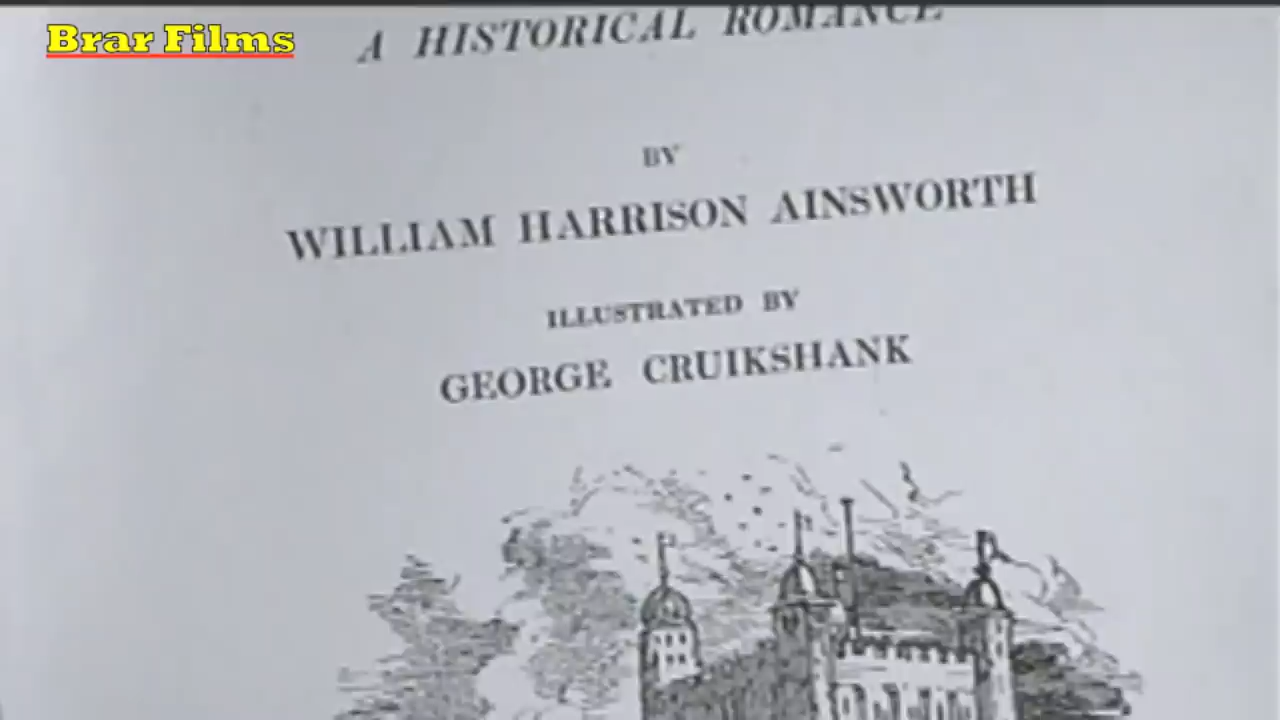 Brar Films
A HISTORICAL ROMANCE
BY
WILLIAM HARRISON AINSWORTH
ILLUSTRATED BY
GEORGE CRUIKSHANK